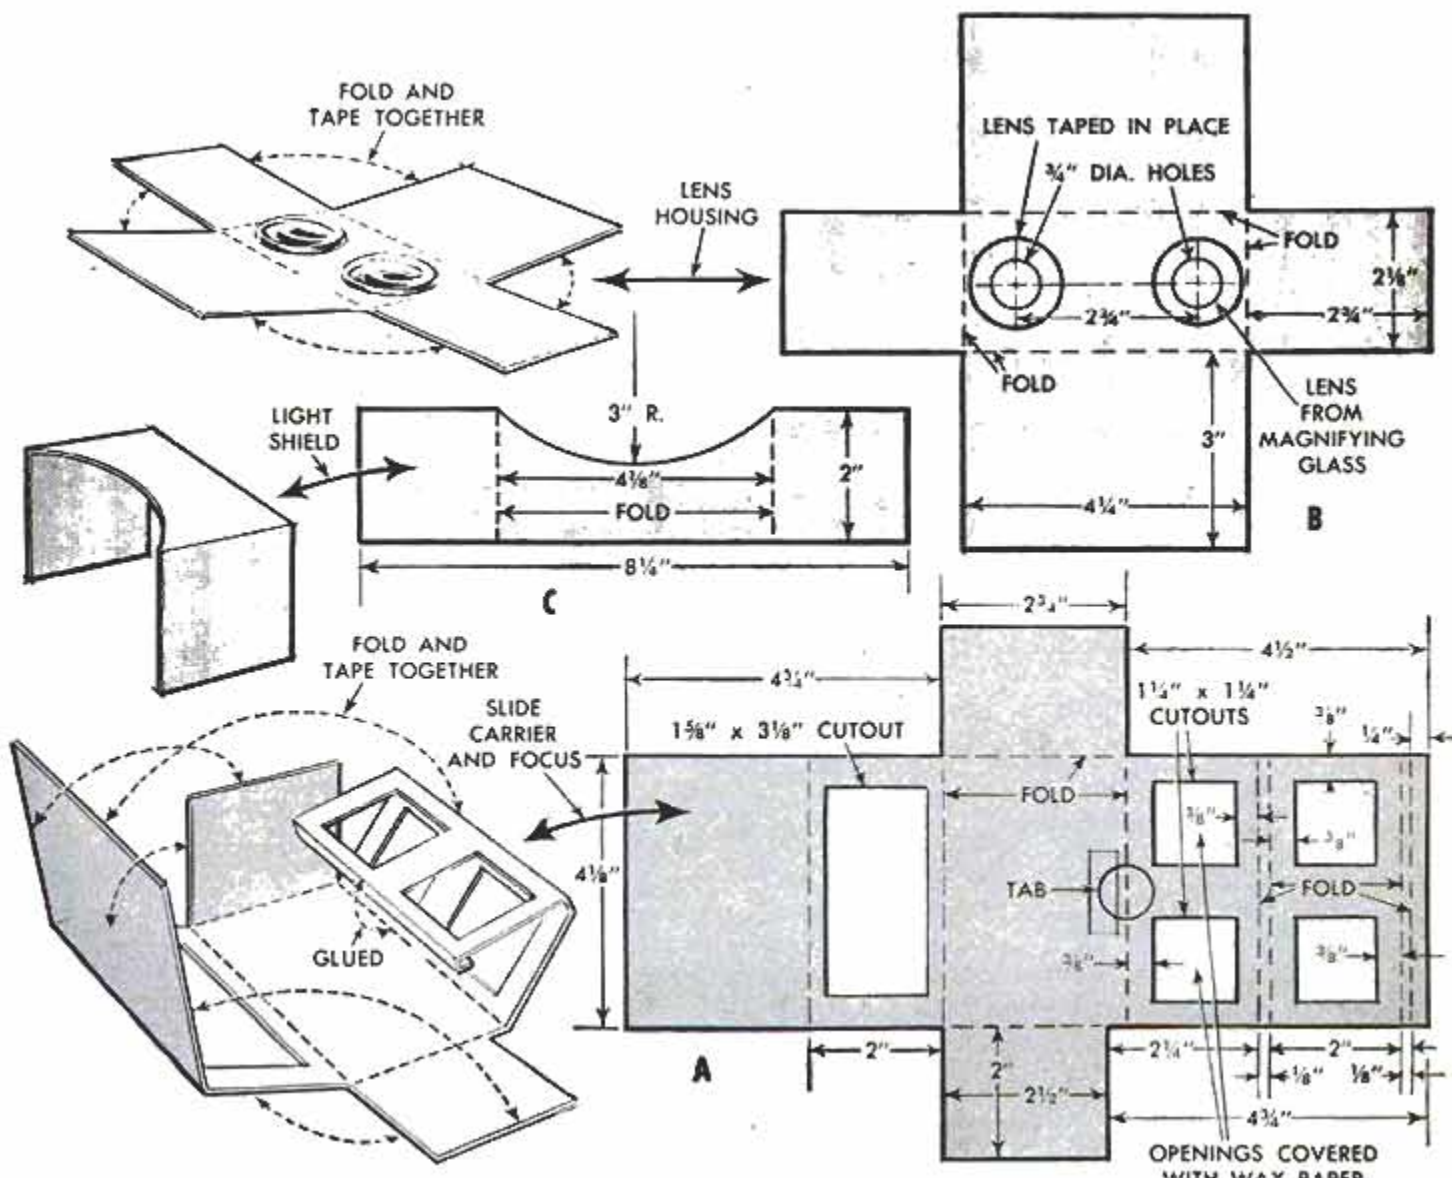 FOLD AND
TAPE TOGETHER
LENS
HOUSING
LENS TAPED IN PLACE
¾" DIA. HOLES
FOLD
2⅛"
2¾"
2¾"
FOLD
LENS
FROM
MAGNIFYING
GLASS
3"
4¼"
B
LIGHT
SHIELD
3" R.
4⅛"
2"
FOLD
8¼"
C
FOLD AND
TAPE TOGETHER
SLIDE
CARRIER
AND FOCUS
GLUED
2¾"
4¾"
4½"
1⅝" x 3⅛" CUTOUT
1¼" x 1¼"
CUTOUTS
⅜"
¼"
FOLD
⅜"
⅜"
4⅛"
TAB
FOLD
⅜"
⅜"
A
2"
2"
2½"
2¼"
2"
⅛"
⅛"
4¾"
OPENINGS COVERED
WITH WAX PAPER